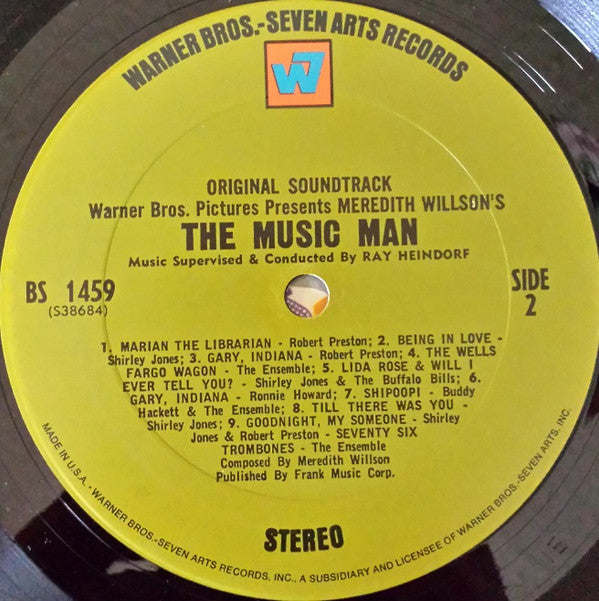 WARNER BROS.-SEVEN ARTS RECORDS
W7
ORIGINAL SOUNDTRACK
Warner Bros. Pictures Presents MEREDITH WILLSON'S
THE MUSIC MAN
Music Supervised & Conducted By RAY HEINDORF
BS 1459
(S38684)
SIDE
2
1. MARIAN THE LIBRARIAN - Robert Preston; 2. BEING IN LOVE -
Shirley Jones; 3. GARY, INDIANA - Robert Preston; 4. THE WELLS
FARGO WAGON - The Ensemble; 5. LIDA ROSE & WILL I
EVER TELL YOU? - Shirley Jones & The Buffalo Bills; 6.
GARY, INDIANA - Ronnie Howard; 7. SHIPOOPI - Buddy
Hackett & The Ensemble; 8. TILL THERE WAS YOU -
Shirley Jones; 9. GOODNIGHT, MY SOMEONE - Shirley
Jones & Robert Preston - SEVENTY SIX
TROMBONES - The Ensemble
Composed By Meredith Willson
Published By Frank Music Corp.
STEREO
MADE IN U.S.A. - WARNER BROS.-SEVEN ARTS RECORDS, INC., A SUBSIDIARY AND LICENSEE OF WARNER BROS.-SEVEN ARTS, INC.